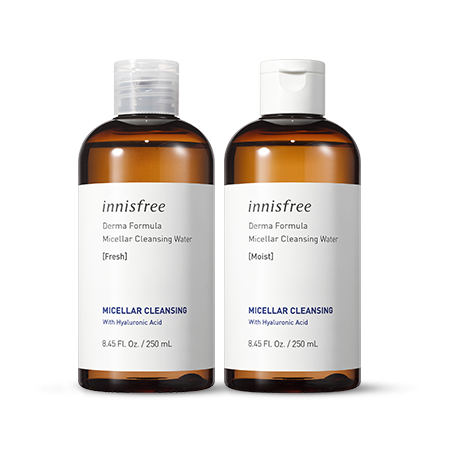 innisfree
Derma Formula
Micellar Cleansing Water
[Fresh]
MICELLAR CLEANSING
With Hyaluronic Acid
8.45 Fl. Oz. / 250 mL
innisfree
Derma Formula
Micellar Cleansing Water
[Moist]
MICELLAR CLEANSING
With Hyaluronic Acid
8.45 Fl. Oz. / 250 mL